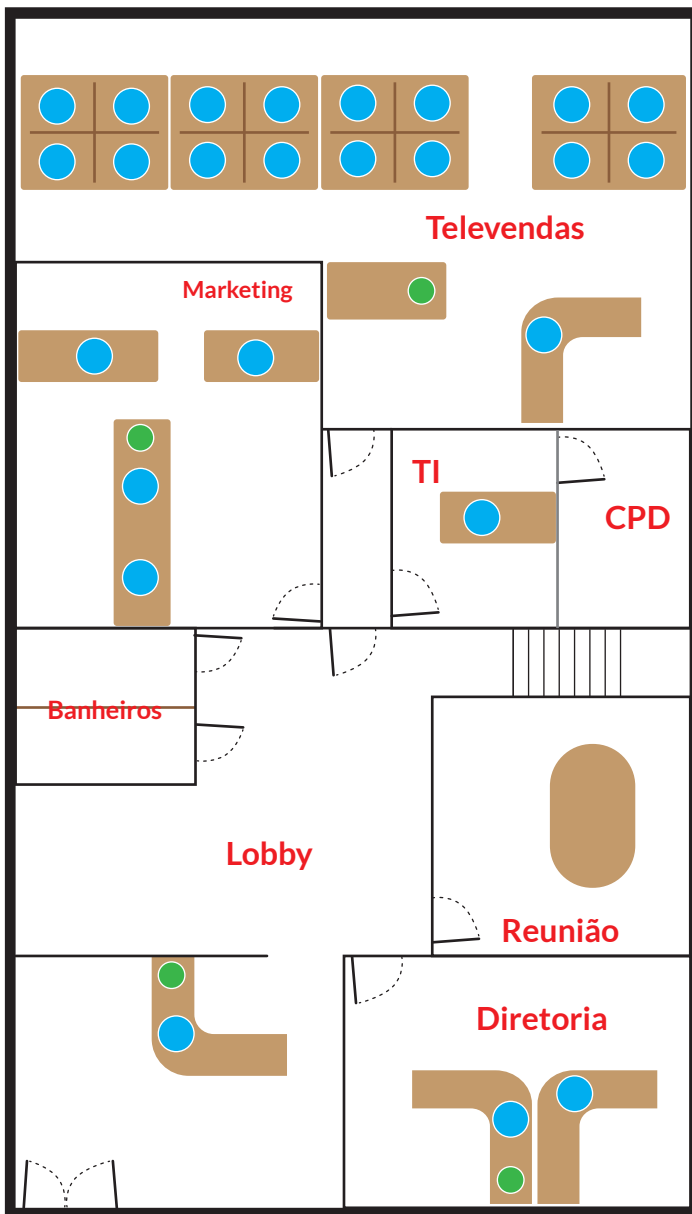 Televendas
Marketing
TI
CPD
Banheiros
Lobby
Reunião
Diretoria